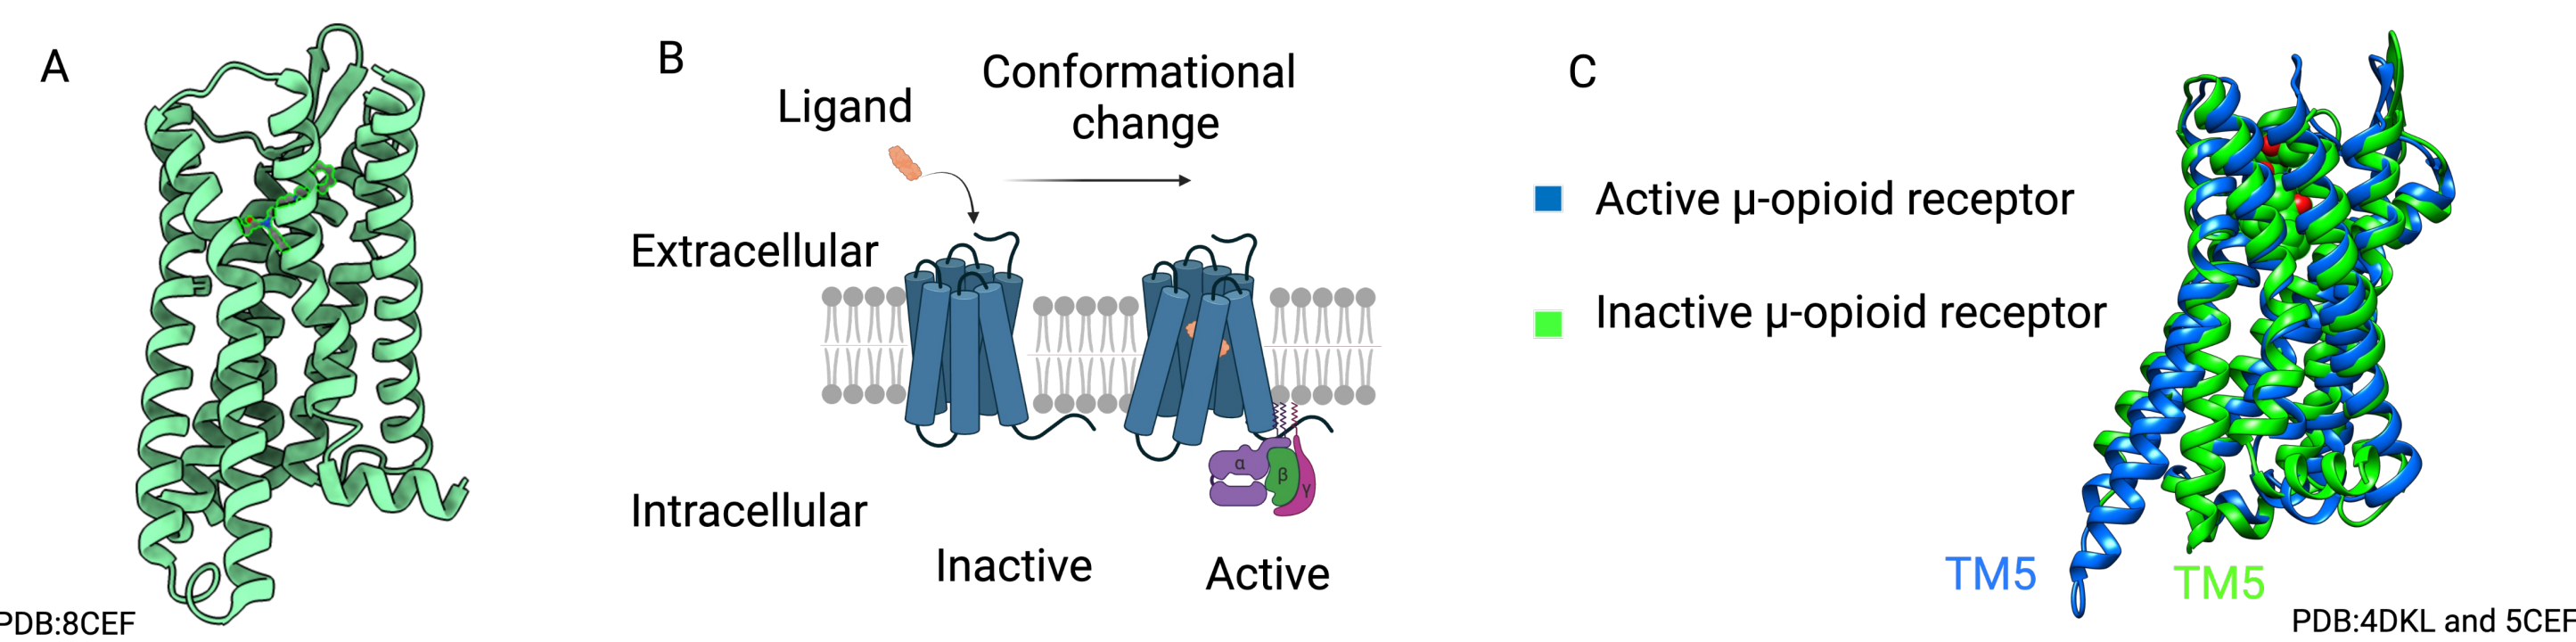 A
PDB:8CEF
B
Ligand
Conformational
change
Extracellular
Intracellular
α
β
γ
Inactive
Active
C
Active μ-opioid receptor
Inactive μ-opioid receptor
TM5
TM5
PDB:4DKL and 5CEF